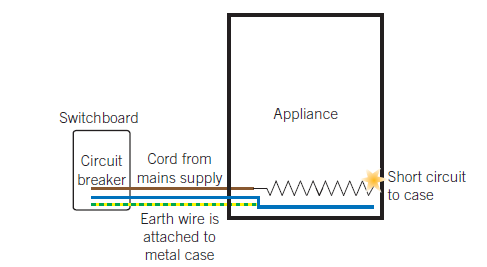 Switchboard
Circuit
breaker
Cord from
mains supply
Appliance
Short circuit
to case
Earth wire is
attached to
metal case